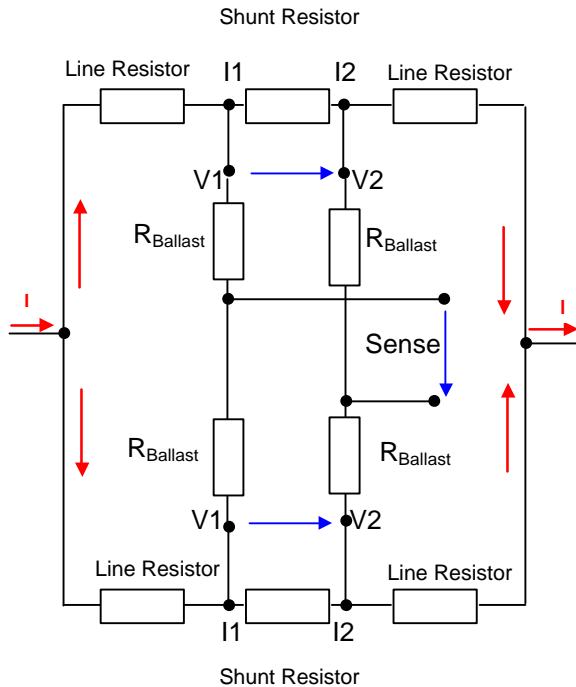 Shunt Resistor
Line Resistor
I1
I2
Line Resistor
V1
V2
RBallast
RBallast
I
I
Sense
RBallast
RBallast
V1
V2
Line Resistor
Line Resistor
I1
I2
Shunt Resistor